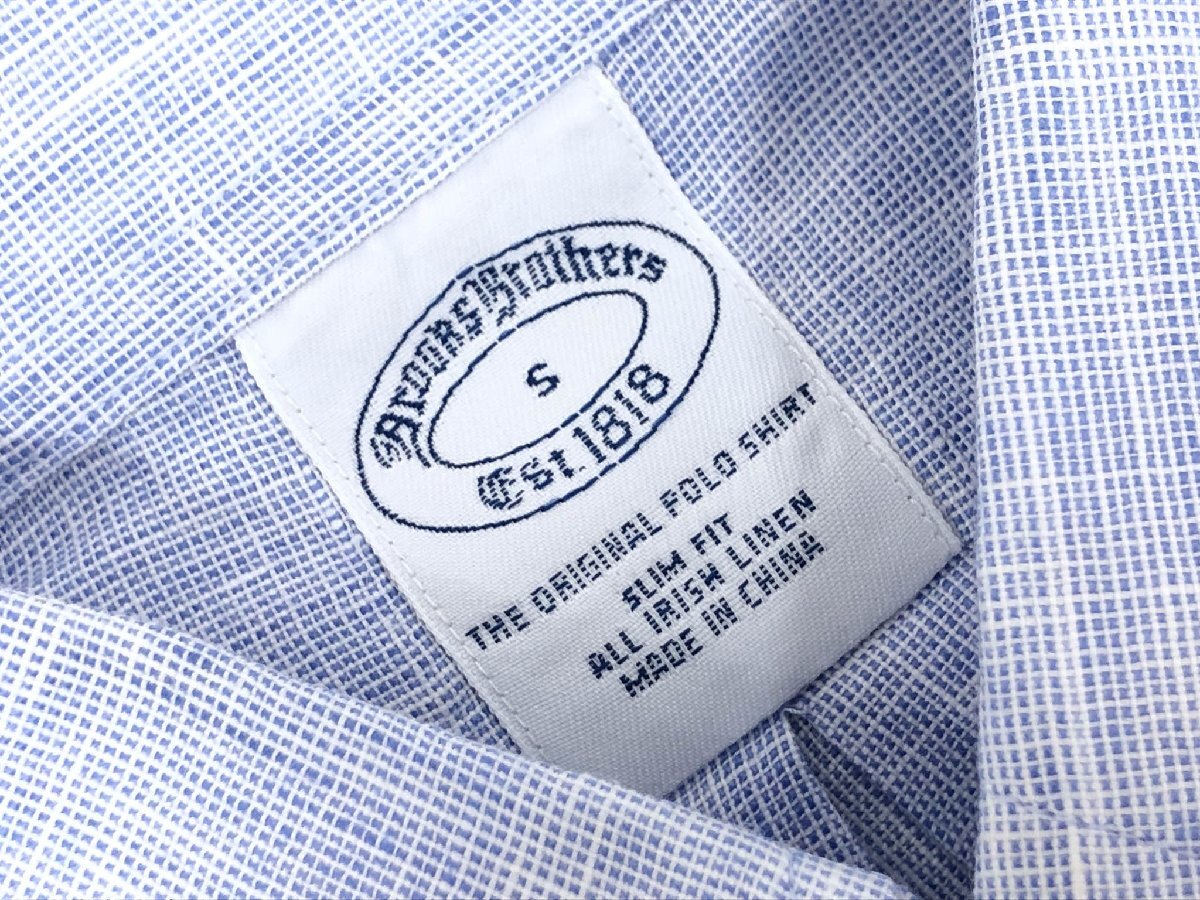 Brooks Brothers
S
Est. 1818
THE ORIGINAL POLO SHIRT
SLIM FIT
ALL IRISH LINEN
MADE IN CHINA